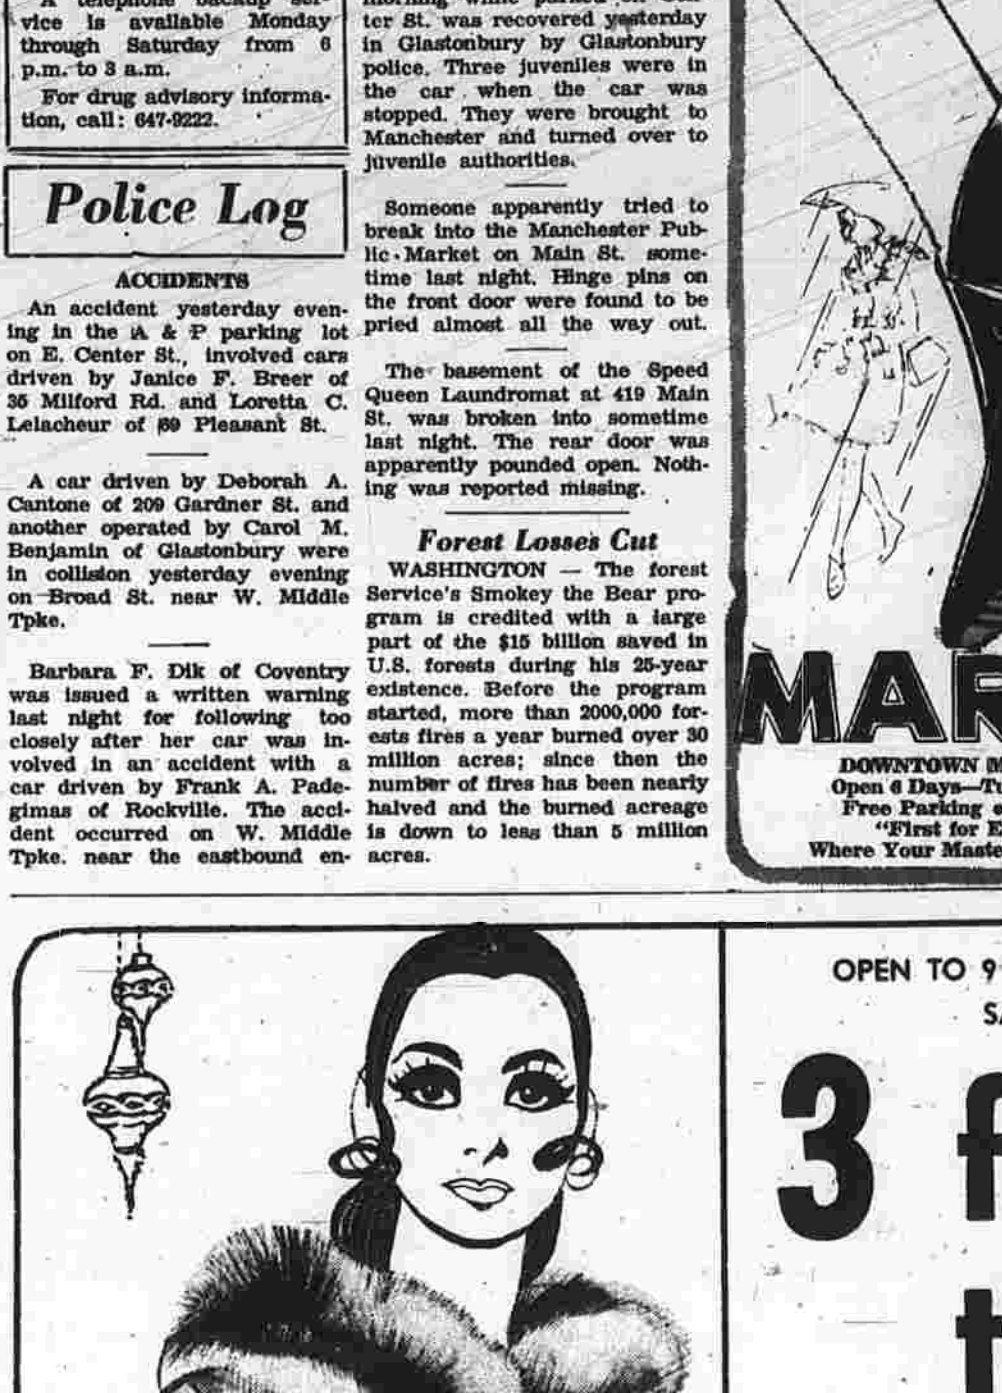 A telephone backup ser-
vice is available Monday
through Saturday from 6
p.m. to 3 a.m.
For drug advisory informa-
tion, call: 647-9222.
Police Log
ACCIDENTS
An accident yesterday even-
ing in the A & P parking lot
on E. Center St., involved cars
driven by Janice F. Breer of
35 Milford Rd. and Loretta C.
Lelacheur of 69 Pleasant St.
A car driven by Deborah A.
Cantone of 209 Gardner St. and
another operated by Carol M.
Benjamin of Glastonbury were
in collision yesterday evening
on Broad St. near W. Middle
Tpke.
Barbara F. Dik of Coventry
was issued a written warning
last night for following too
closely after her car was in-
volved in an accident with a
car driven by Frank A. Pade-
gimas of Rockville. The acci-
dent occurred on W. Middle
Tpke. near the eastbound en-
morning while parked on
ter St. was recovered yesterday
in Glastonbury by Glastonbury
police. Three juveniles were in
the car when the car was
stopped. They were brought to
Manchester and turned over to
juvenile authorities.
Someone apparently tried to
break into the Manchester Pub-
lic Market on Main St. some-
time last night. Hinge pins on
the front door were found to be
pried almost all the way out.
The basement of the Speed
Queen Laundromat at 419 Main
St. was broken into sometime
last night. The rear door was
apparently pounded open. Noth-
ing was reported missing.
Forest Losses Cut
WASHINGTON — The forest
Service's Smokey the Bear pro-
gram is credited with a large
part of the $15 billion saved in
U.S. forests during his 25-year
existence. Before the program
started, more than 2000,000 for-
ests fires a year burned over 30
million acres; since then the
number of fires has been nearly
halved and the burned acreage
is down to less than 5 million
acres.
MAR
DOWNTOWN M
Open 6 Days—Tu
Free Parking
"First for E
Where Your Maste
OPEN TO 9
SA
3 f
t